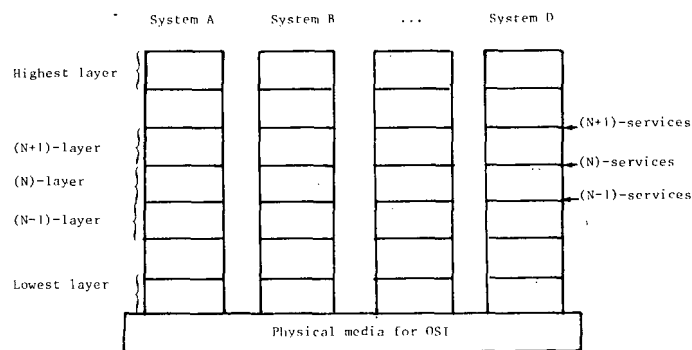 System A System B ... System D
Highest layer
(N+1)-services
(N+1)-layer
(N)-services
(N)-layer
(N-1)-services
(N-1)-layer
Lowest layer
Physical media for OSI